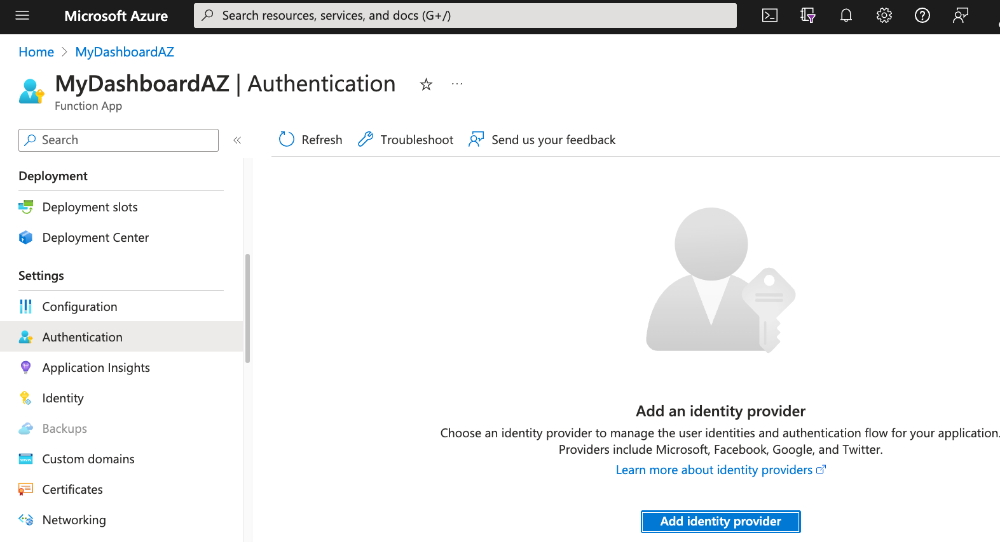 Microsoft Azure
Search resources, services, and docs (G+/)
Home > MyDashboardAZ
MyDashboardAZ | Authentication
Function App
Search
«
Refresh
Troubleshoot
Send us your feedback
Deployment
Deployment slots
Deployment Center
Settings
Configuration
Authentication
Application Insights
Identity
Backups
Custom domains
Certificates
Networking
Add an identity provider
Choose an identity provider to manage the user identities and authentication flow for your application.
Providers include Microsoft, Facebook, Google, and Twitter.
Learn more about identity providers
Add identity provider